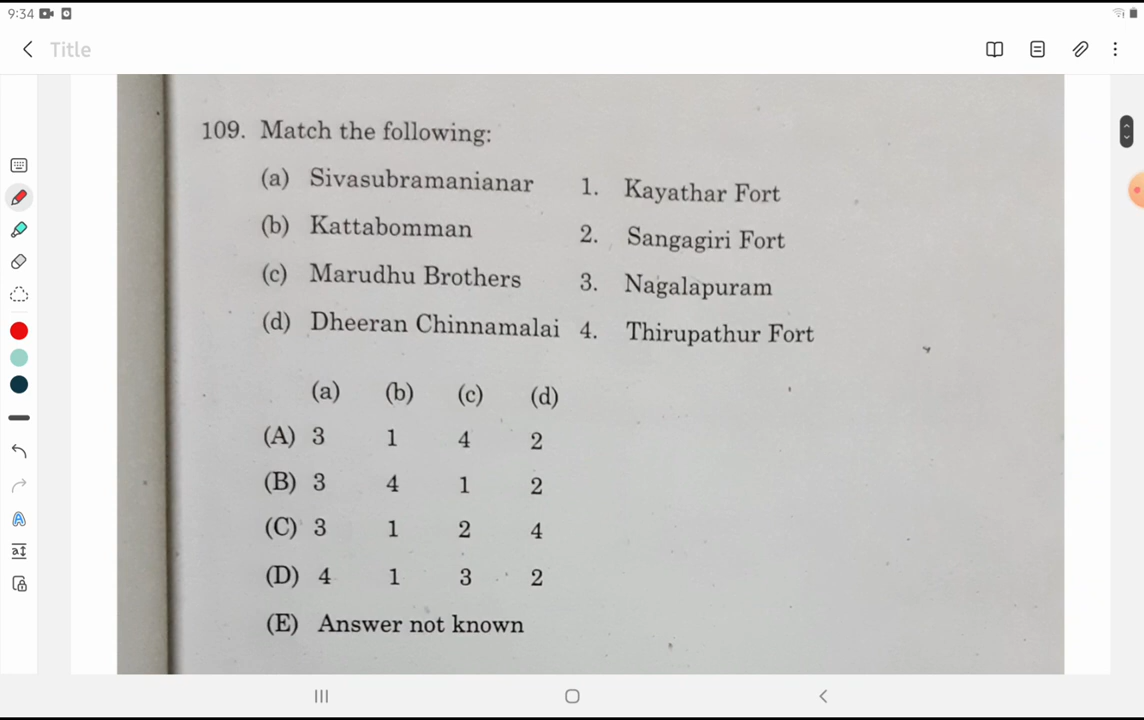 9:34
Title
109. Match the following:
(a) Sivasubramanianar 1. Kayathar Fort
(b) Kattabomman 2. Sangagiri Fort
(c) Marudhu Brothers 3. Nagalapuram
(d) Dheeran Chinnamalai 4. Thirupathur Fort
(a) (b) (c) (d)
(A) 3 1 4 2
(B) 3 4 1 2
(C) 3 1 2 4
(D) 4 1 3 2
(E) Answer not known